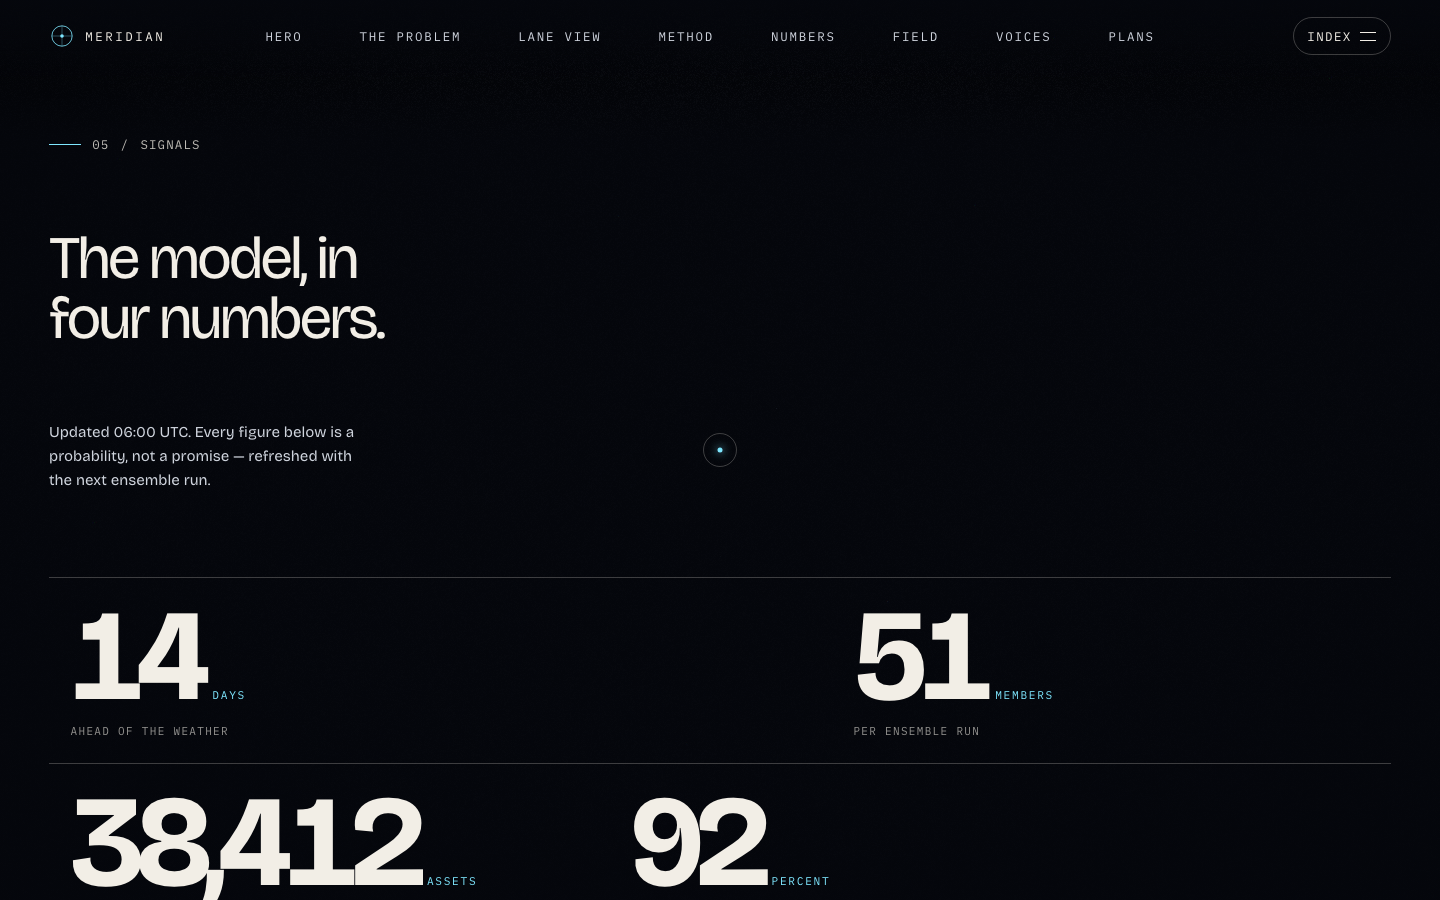 MERIDIAN
HERO
THE PROBLEM
LANE VIEW
METHOD
NUMBERS
FIELD
VOICES
PLANS
INDEX
05 / SIGNALS
The model, in
four numbers.
Updated 06:00 UTC. Every figure below is a
probability, not a promise — refreshed with
the next ensemble run.
14 DAYS
AHEAD OF THE WEATHER
51 MEMBERS
PER ENSEMBLE RUN
38,412 ASSETS
92 PERCENT